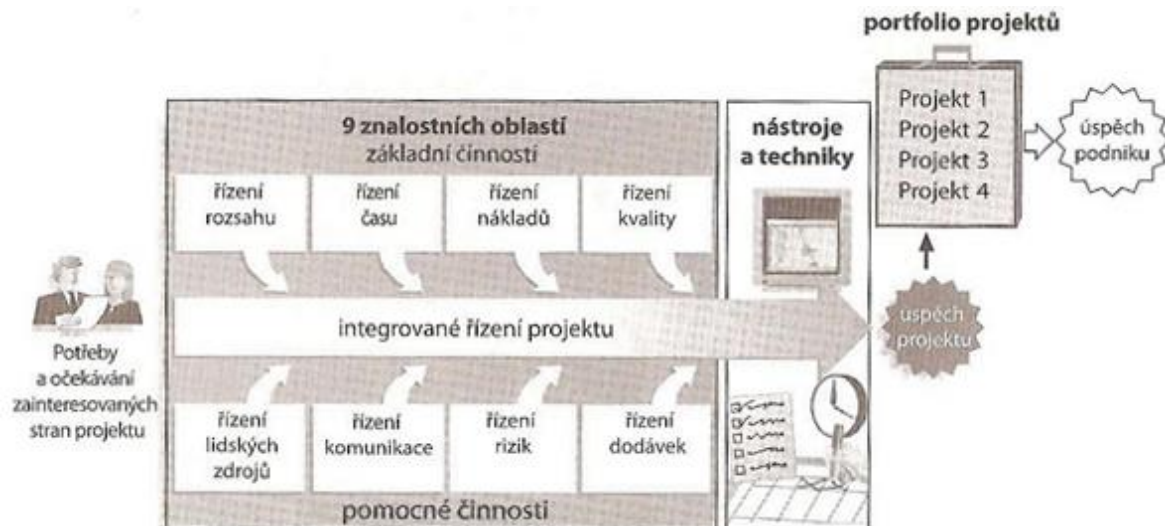 portfolio projektů
Projekt 1
Projekt 2
Projekt 3
Projekt 4
úspěch
podniku
9 znalostních oblastí
základní činností
nástroje
a techniky
řízení
rozsahu
řízení
času
řízení
nákladů
řízení
kvality
integrované řízení projektu
úspěch
projektu
Potřeby
a očekávání
zainteresovaných
stran projektu
řízení
lidských
zdrojů
řízení
komunikace
řízení
rizik
řízení
dodávek
pomocné činnosti